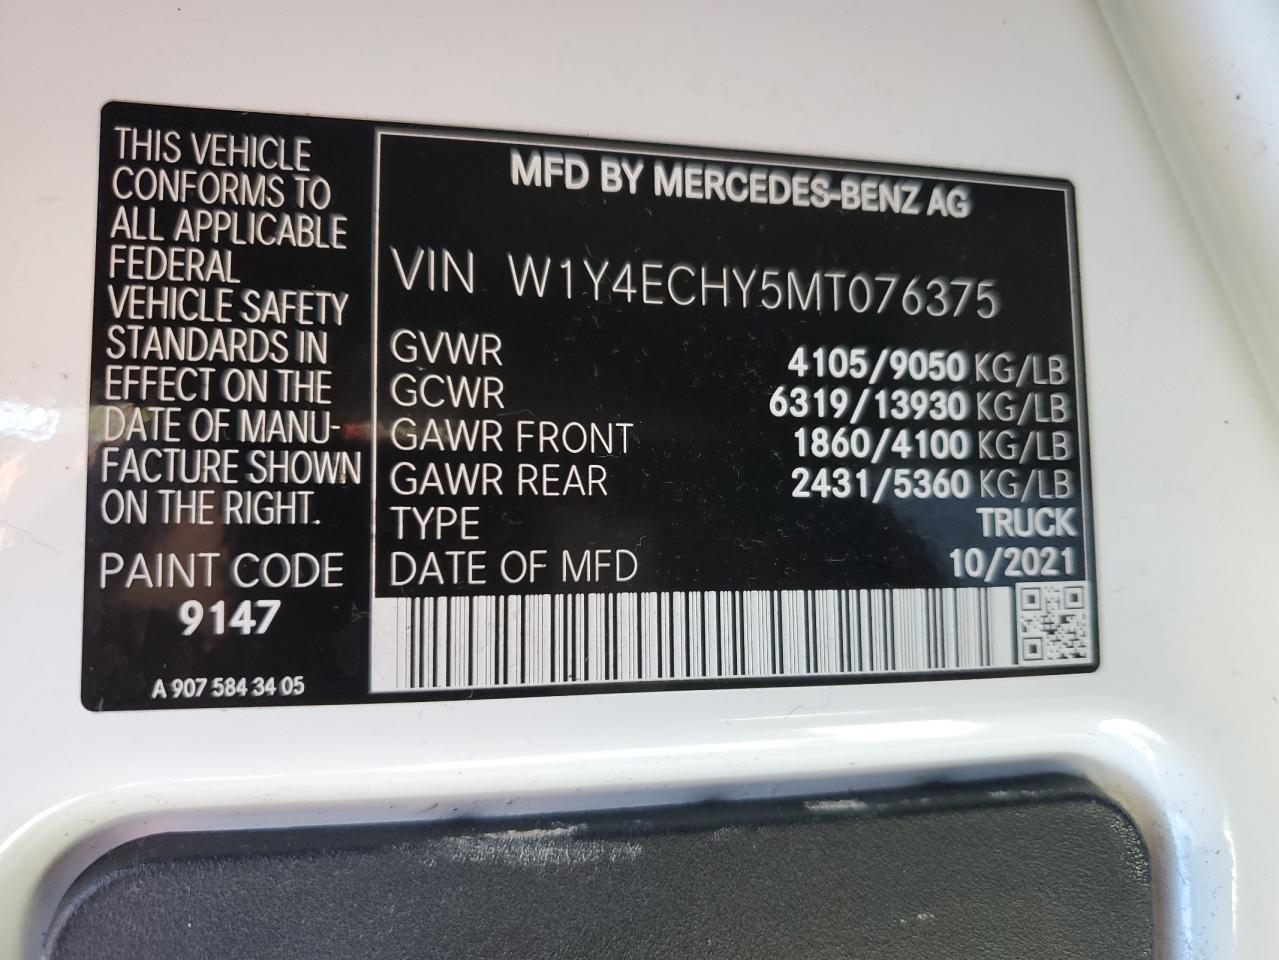 THIS VEHICLE
CONFORMS TO
ALL APPLICABLE
FEDERAL
VEHICLE SAFETY
STANDARDS IN
EFFECT ON THE
DATE OF MANU-
FACTURE SHOWN
ON THE RIGHT.
PAINT CODE
9147
A 907 584 34 05
MFD BY MERCEDES-BENZ AG
VIN W1Y4ECHY5MT076375
GVWR 4105/9050 KG/LB
GCWR 6319/13930 KG/LB
GAWR FRONT 1860/4100 KG/LB
GAWR REAR 2431/5360 KG/LB
TYPE TRUCK
DATE OF MFD 10/2021